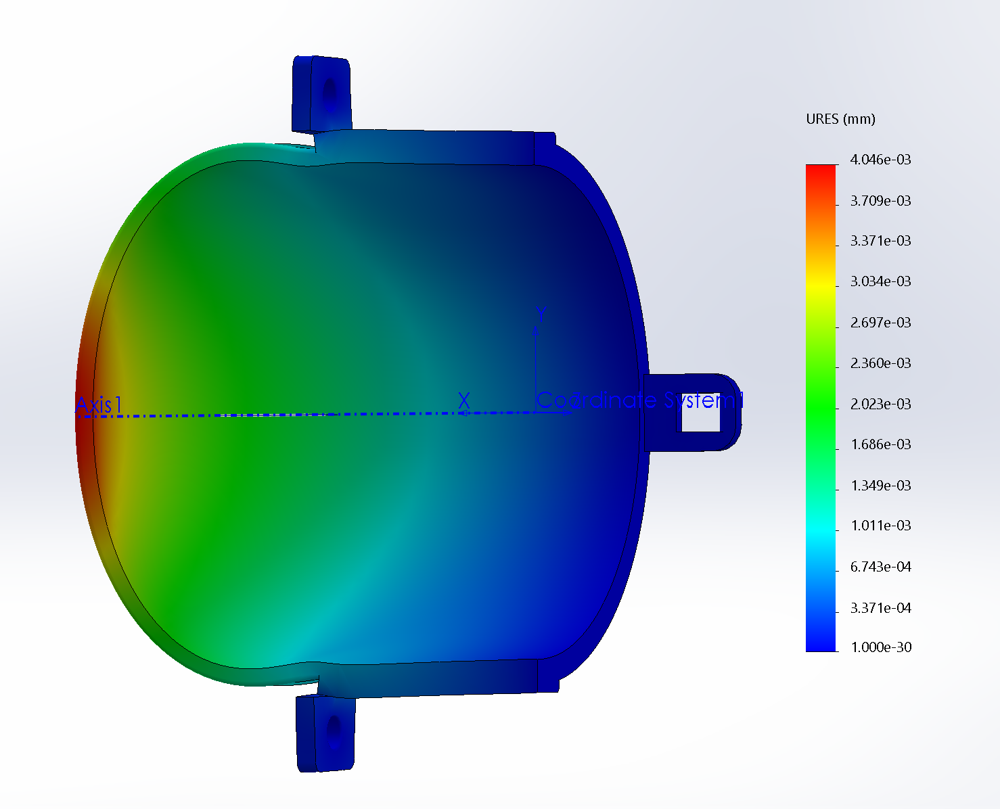 URES (mm)
4.046e-03
3.709e-03
3.371e-03
3.034e-03
2.697e-03
2.360e-03
2.023e-03
1.686e-03
1.349e-03
1.011e-03
6.743e-04
3.371e-04
1.000e-30
Y
X
Z
Axis1
Coordinate System1